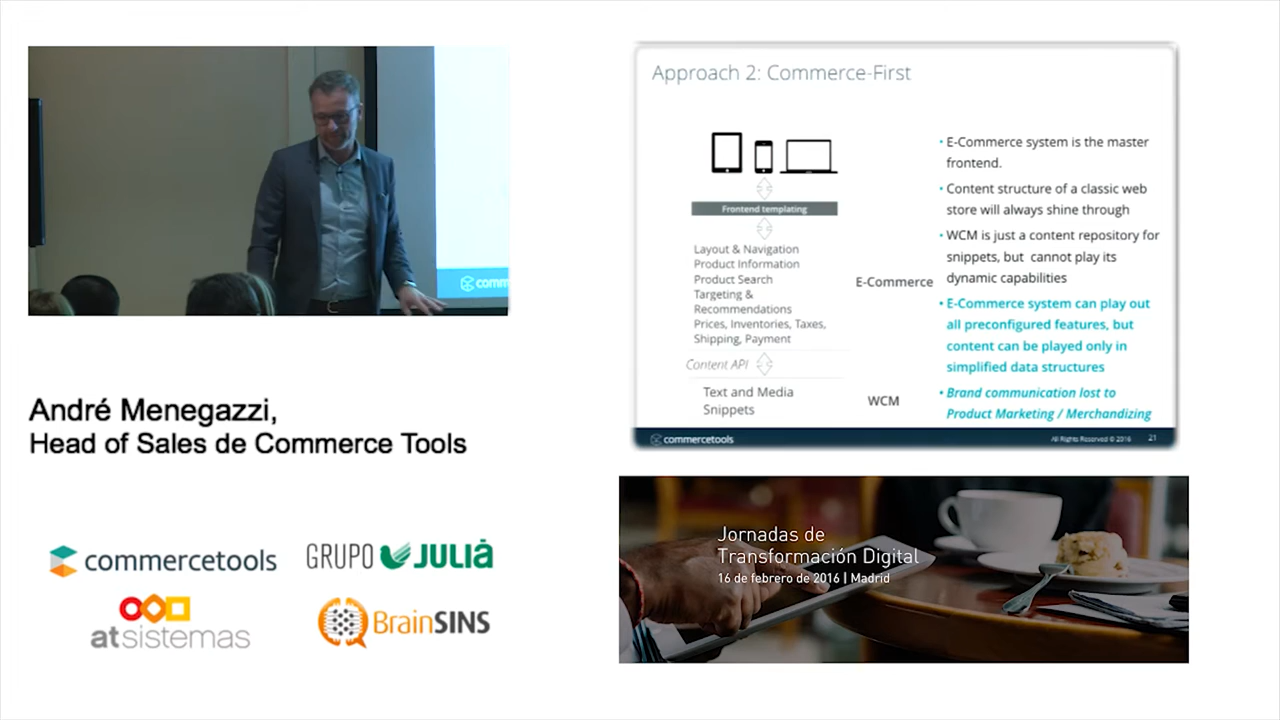 comm
André Menegazzi,
Head of Sales de Commerce Tools
commercetools
GRUPO JULIÀ
atsistemas
BrainSINS
Approach 2: Commerce-First
Frontend templating
Layout & Navigation
Product Information
Product Search
Targeting &
Recommendations
Prices, Inventories, Taxes,
Shipping, Payment
E-Commerce
Content API
Text and Media
Snippets
WCM
• E-Commerce system is the master
frontend.
• Content structure of a classic web
store will always shine through
• WCM is just a content repository for
snippets, but cannot play its
dynamic capabilities
• E-Commerce system can play out
all preconfigured features, but
content can be played only in
simplified data structures
• Brand communication lost to
Product Marketing / Merchandizing
commercetools
All Rights Reserved © 2016 21
Jornadas de
Transformación Digital
16 de febrero de 2016 | Madrid